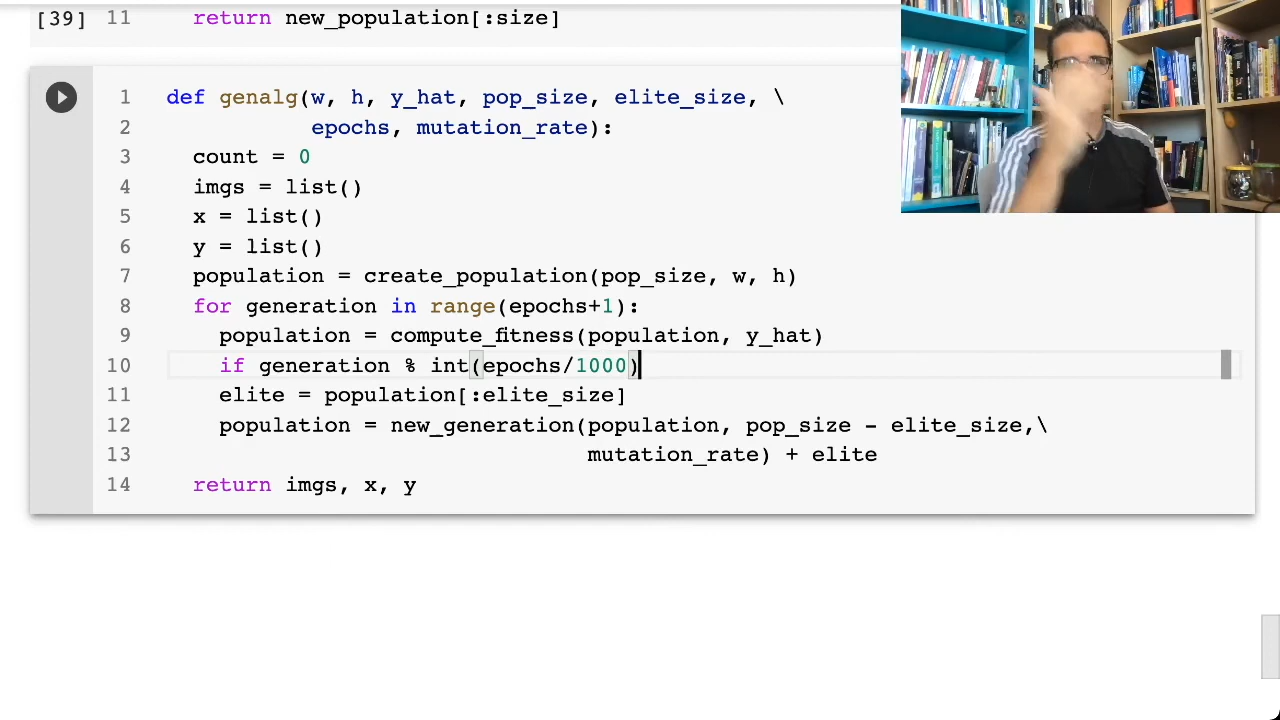 [39] 11 return new_population[:size]
1 def genalg(w, h, y_hat, pop_size, elite_size, \
2 epochs, mutation_rate):
3 count = 0
4 imgs = list()
5 x = list()
6 y = list()
7 population = create_population(pop_size, w, h)
8 for generation in range(epochs+1):
9 population = compute_fitness(population, y_hat)
10 if generation % int(epochs/1000)
11 elite = population[:elite_size]
12 population = new_generation(population, pop_size - elite_size,\
13 mutation_rate) + elite
14 return imgs, x, y